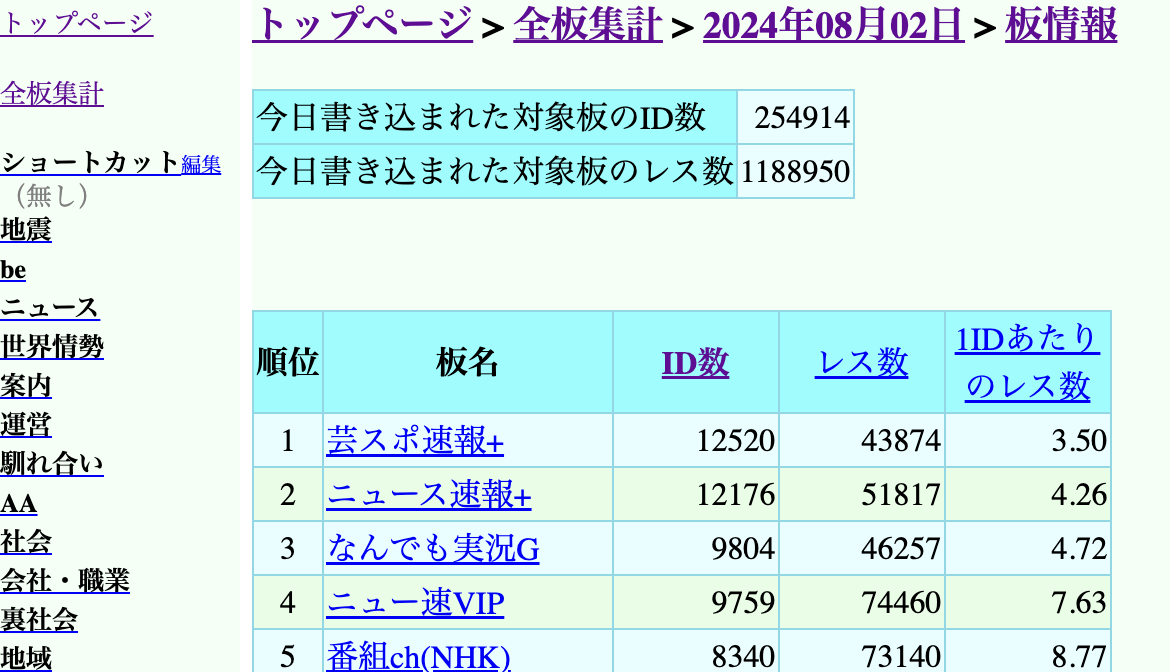 トップページ
全板集計
ショートカット編集
（無し）
地震
be
ニュース
世界情勢
案内
運営
馴れ合い
AA
社会
会社・職業
裏社会
地域
トップページ > 全板集計 > 2024年08月02日 > 板情報
今日書き込まれた対象板のID数 254914
今日書き込まれた対象板のレス数 1188950
順位 板名 ID数 レス数 1IDあたり
のレス数
1 芸スポ速報+ 12520 43874 3.50
2 ニュース速報+ 12176 51817 4.26
3 なんでも実況G 9804 46257 4.72
4 ニュー速VIP 9759 74460 7.63
5 番組ch(NHK) 8340 73140 8.77